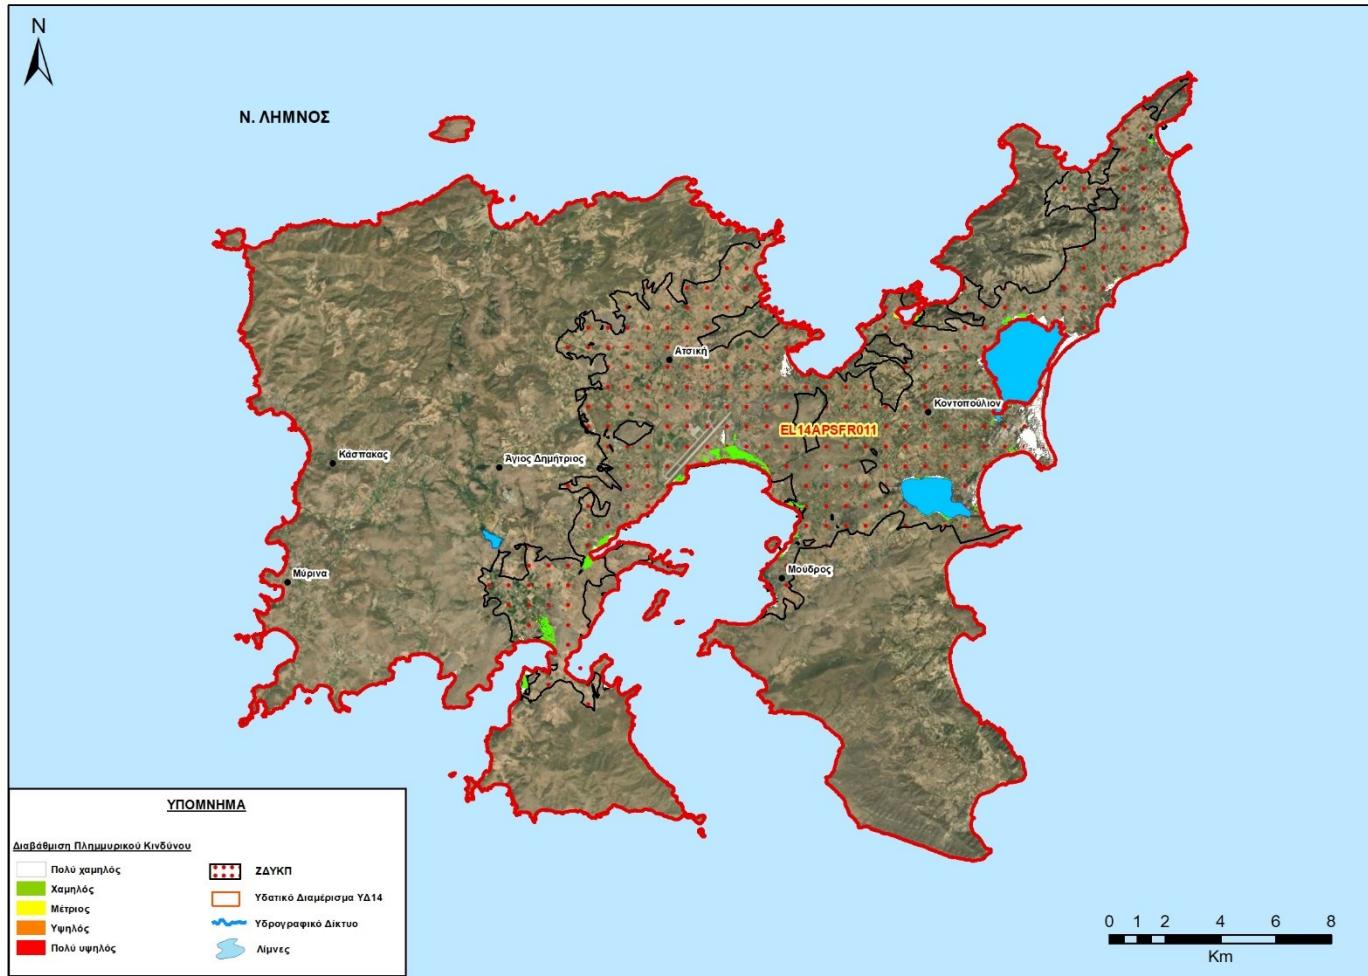 N
Ν. ΛΗΜΝΟΣ
Ατσική
Κοντοπούλιον
EL14APSFR011
Κάσπακας
Άγιος Δημήτριος
Μύρινα
Μούδρος
ΥΠΟΜΝΗΜΑ
Διαβάθμιση Πλημμυρικού Κινδύνου
Πολύ χαμηλός
Χαμηλός
Μέτριος
Υψηλός
Πολύ υψηλός
ΖΔΥΚΠ
Υδατικό Διαμέρισμα ΥΔ14
Υδρογραφικό Δίκτυο
Λίμνες
0 1 2 4 6 8
Km